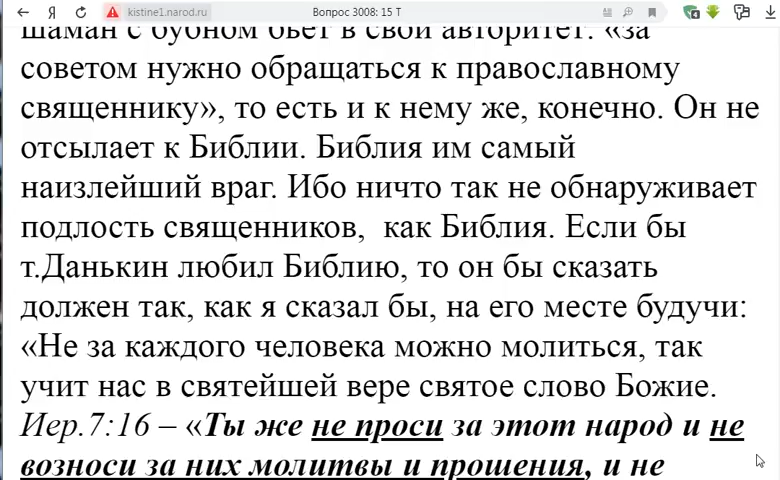 kistine1.narod.ru
Вопрос 3008: 15 Т
шаман с бубном бьет в свой авторитет: «за
советом нужно обращаться к православному
священнику», то есть и к нему же, конечно. Он не
отсылает к Библии. Библия им самый
наизлейший враг. Ибо ничто так не обнаруживает
подлость священников, как Библия. Если бы
т.Данькин любил Библию, то он бы сказать
должен так, как я сказал бы, на его месте будучи:
«Не за каждого человека можно молиться, так
учит нас в святейшей вере святое слово Божие.
Иер.7:16 – «Ты же не проси за этот народ и не
возноси за них молитвы и прошения, и не